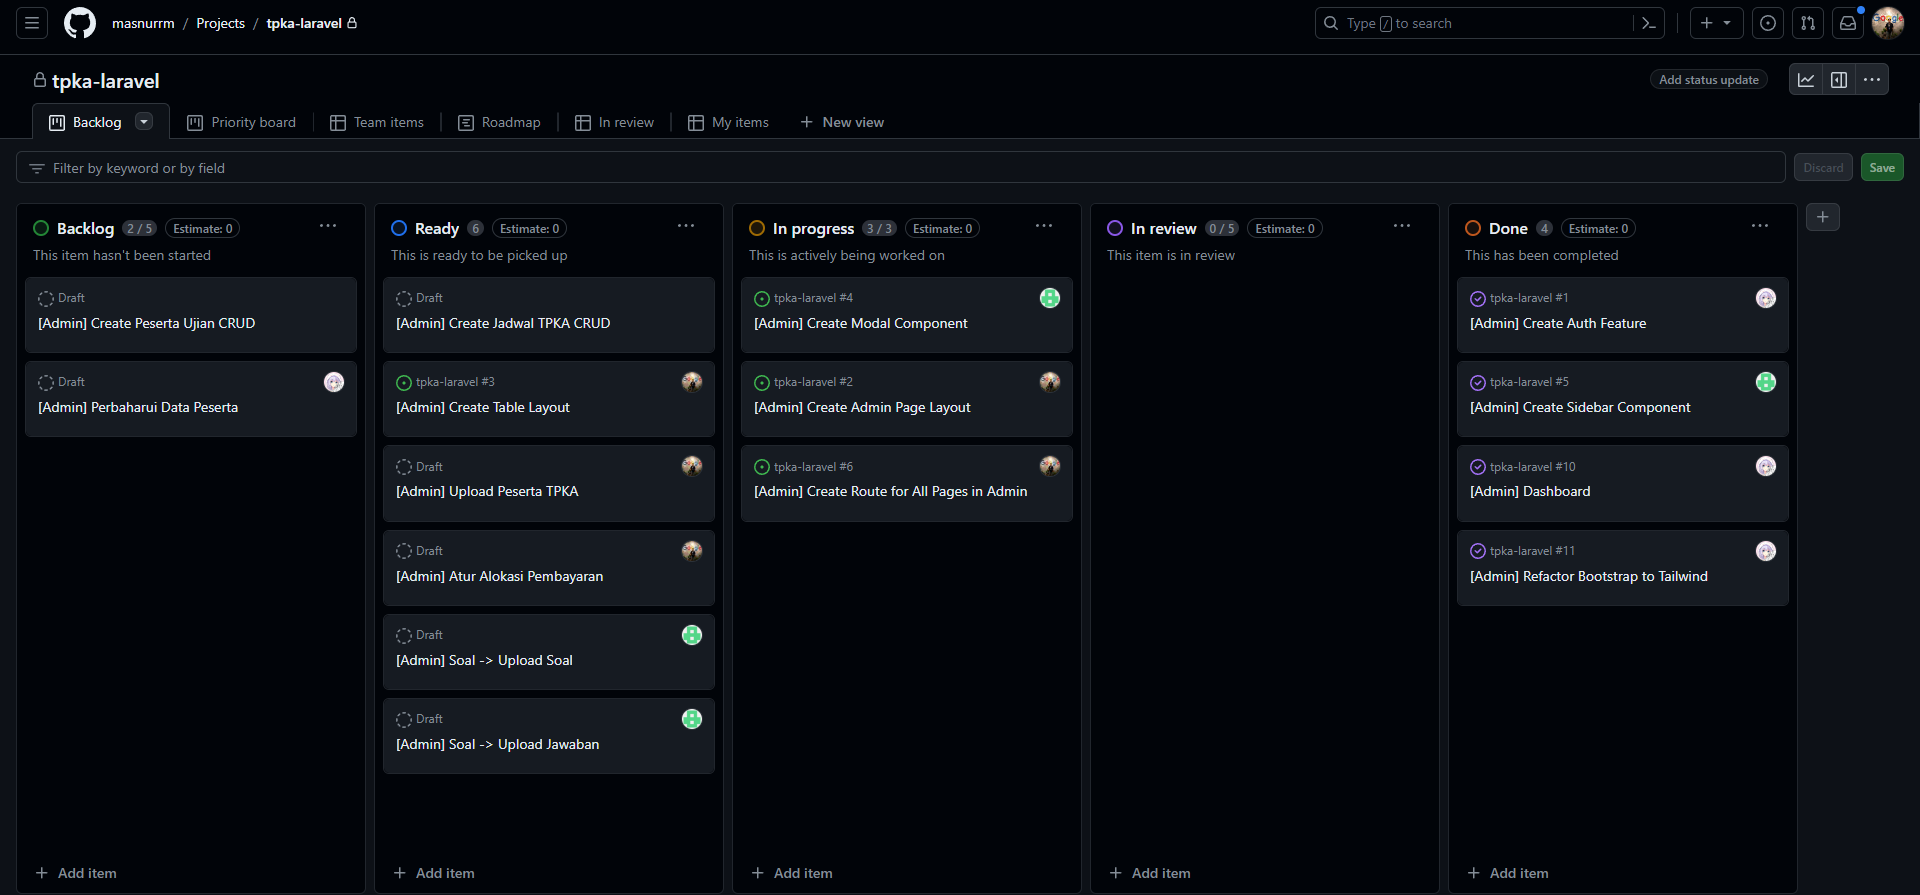 masnurrm / Projects / tpka-laravel
Type / to search
tpka-laravel
Add status update
Backlog
Priority board
Team items
Roadmap
In review
My items
New view
Filter by keyword or by field
Discard
Save
Backlog 2 / 5 Estimate: 0
This item hasn't been started
Draft
[Admin] Create Peserta Ujian CRUD
Draft
[Admin] Perbaharui Data Peserta
Add item
Ready 6 Estimate: 0
This is ready to be picked up
Draft
[Admin] Create Jadwal TPKA CRUD
tpka-laravel #3
[Admin] Create Table Layout
Draft
[Admin] Upload Peserta TPKA
Draft
[Admin] Atur Alokasi Pembayaran
Draft
[Admin] Soal -> Upload Soal
Draft
[Admin] Soal -> Upload Jawaban
Add item
In progress 3 / 3 Estimate: 0
This is actively being worked on
tpka-laravel #4
[Admin] Create Modal Component
tpka-laravel #2
[Admin] Create Admin Page Layout
tpka-laravel #6
[Admin] Create Route for All Pages in Admin
Add item
In review 0 / 5 Estimate: 0
This item is in review
Add item
Done 4 Estimate: 0
This has been completed
tpka-laravel #1
[Admin] Create Auth Feature
tpka-laravel #5
[Admin] Create Sidebar Component
tpka-laravel #10
[Admin] Dashboard
tpka-laravel #11
[Admin] Refactor Bootstrap to Tailwind
Add item